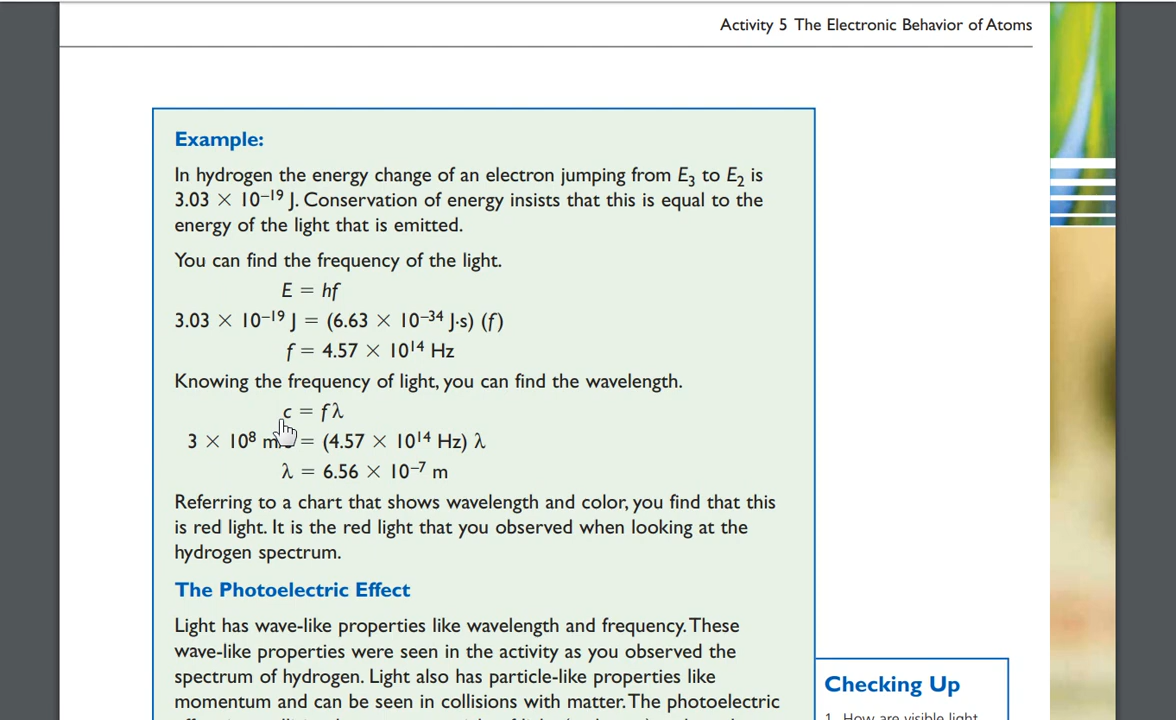 Activity 5 The Electronic Behavior of Atoms
Example:
In hydrogen the energy change of an electron jumping from E₃ to E₂ is
3.03 × 10⁻¹⁹ J. Conservation of energy insists that this is equal to the
energy of the light that is emitted.
You can find the frequency of the light.
E = hf
3.03 × 10⁻¹⁹ J = (6.63 × 10⁻³⁴ J·s) (f)
f = 4.57 × 10¹⁴ Hz
Knowing the frequency of light, you can find the wavelength.
c = fλ
3 × 10⁸ = (4.57 × 10¹⁴ Hz) λ
λ = 6.56 × 10⁻⁷ m
Referring to a chart that shows wavelength and color, you find that this
is red light. It is the red light that you observed when looking at the
hydrogen spectrum.
The Photoelectric Effect
Light has wave-like properties like wavelength and frequency. These
wave-like properties were seen in the activity as you observed the
spectrum of hydrogen. Light also has particle-like properties like
momentum and can be seen in collisions with matter. The photoelectric
Checking Up
1. How are visible light